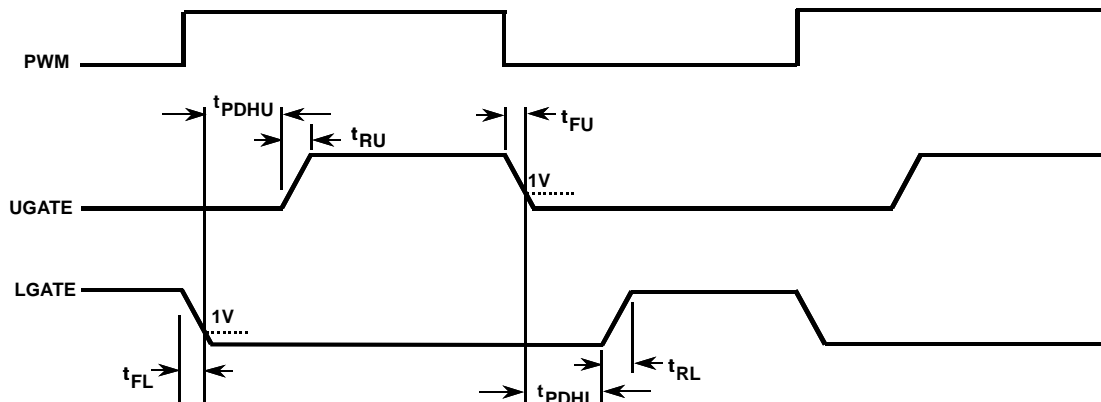 PWM
tPDHU
tRU
tFU
1V
UGATE
LGATE
1V
tFL
tRL
tPDHL